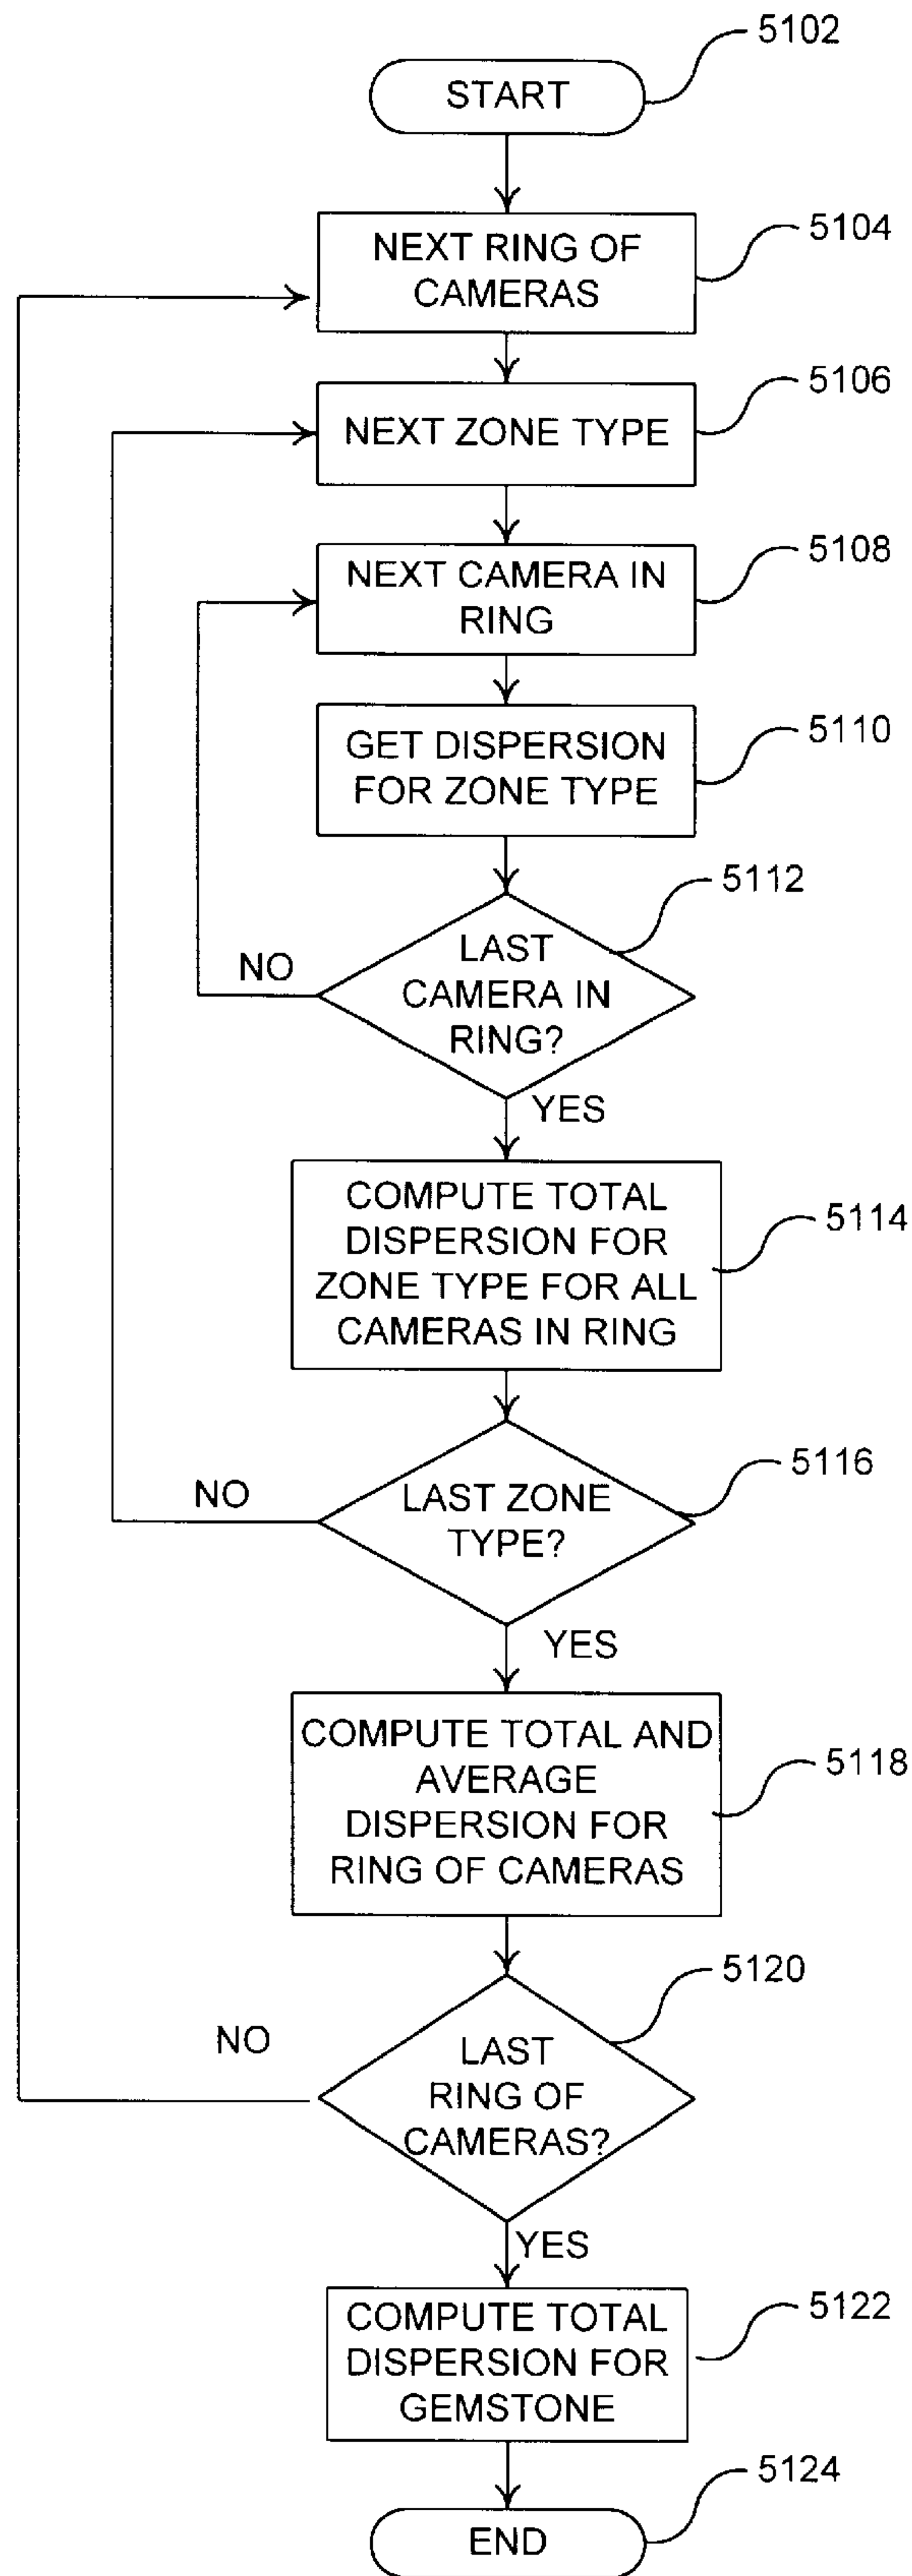 5102
START
5104
NEXT RING OF
CAMERAS
5106
NEXT ZONE TYPE
5108
NEXT CAMERA IN
RING
5110
GET DISPERSION
FOR ZONE TYPE
5112
LAST
CAMERA IN
RING?
NO
YES
COMPUTE TOTAL
DISPERSION FOR
ZONE TYPE FOR ALL
CAMERAS IN RING
5114
5116
LAST ZONE
TYPE?
NO
YES
COMPUTE TOTAL AND
AVERAGE
DISPERSION FOR
RING OF CAMERAS
5118
5120
NO
LAST
RING OF
CAMERAS?
YES
COMPUTE TOTAL
DISPERSION FOR
GEMSTONE
5122
5124
END